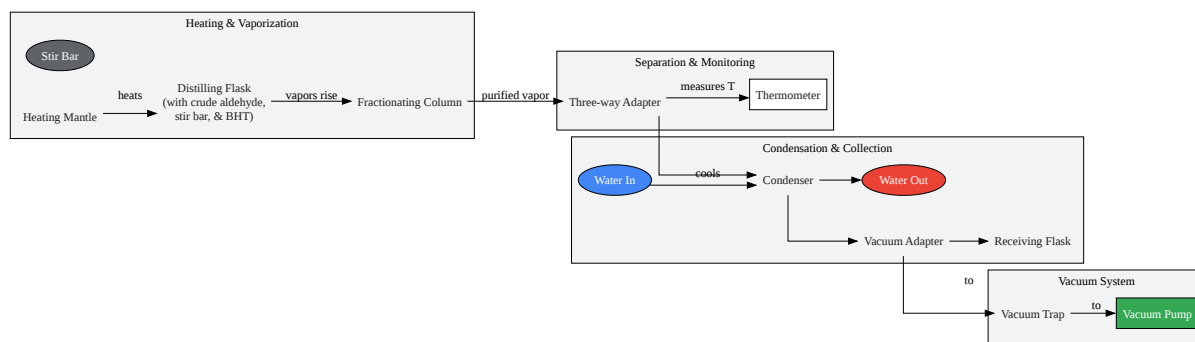 Heating & Vaporization
Stir Bar
Heating Mantle
heats
Distilling Flask
(with crude aldehyde,
stir bar, & BHT)
vapors rise
Fractionating Column
purified vapor
Separation & Monitoring
Three-way Adapter
measures T
Thermometer
Condensation & Collection
Water In
cools
Condenser
Water Out
Vacuum Adapter
Receiving Flask
to
Vacuum System
Vacuum Trap
to
Vacuum Pump